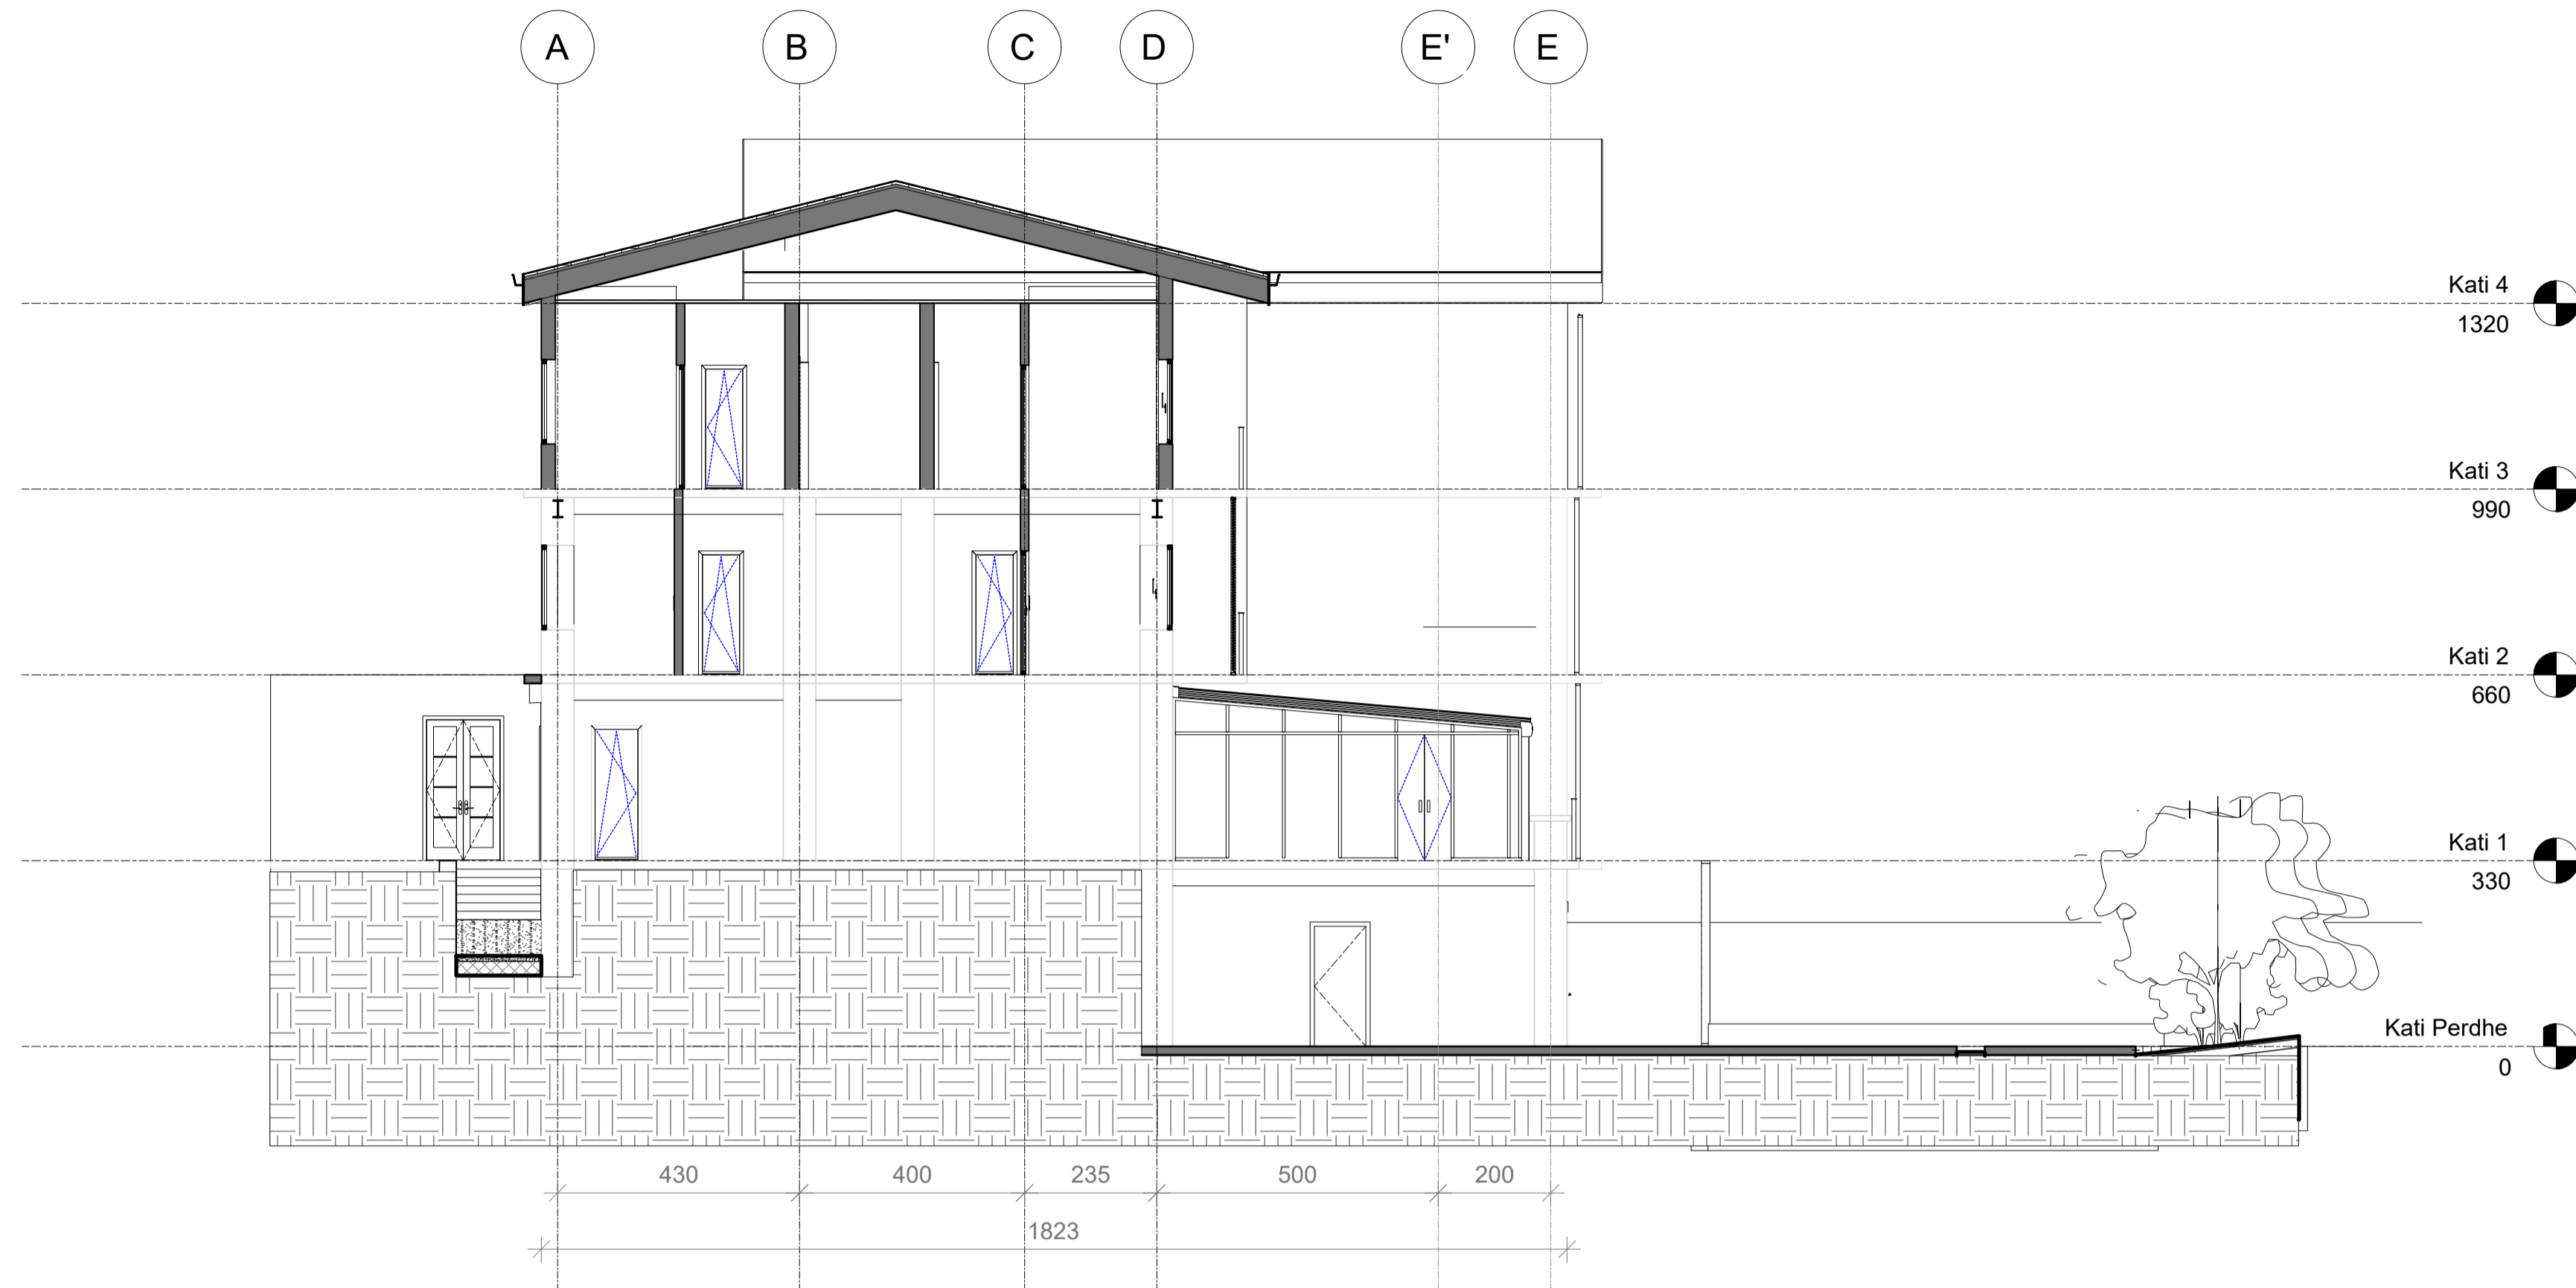 A B C D E' E
Kati 4
1320
Kati 3
990
Kati 2
660
Kati 1
330
Kati Perdhe
0
430 400 235 500 200
1823